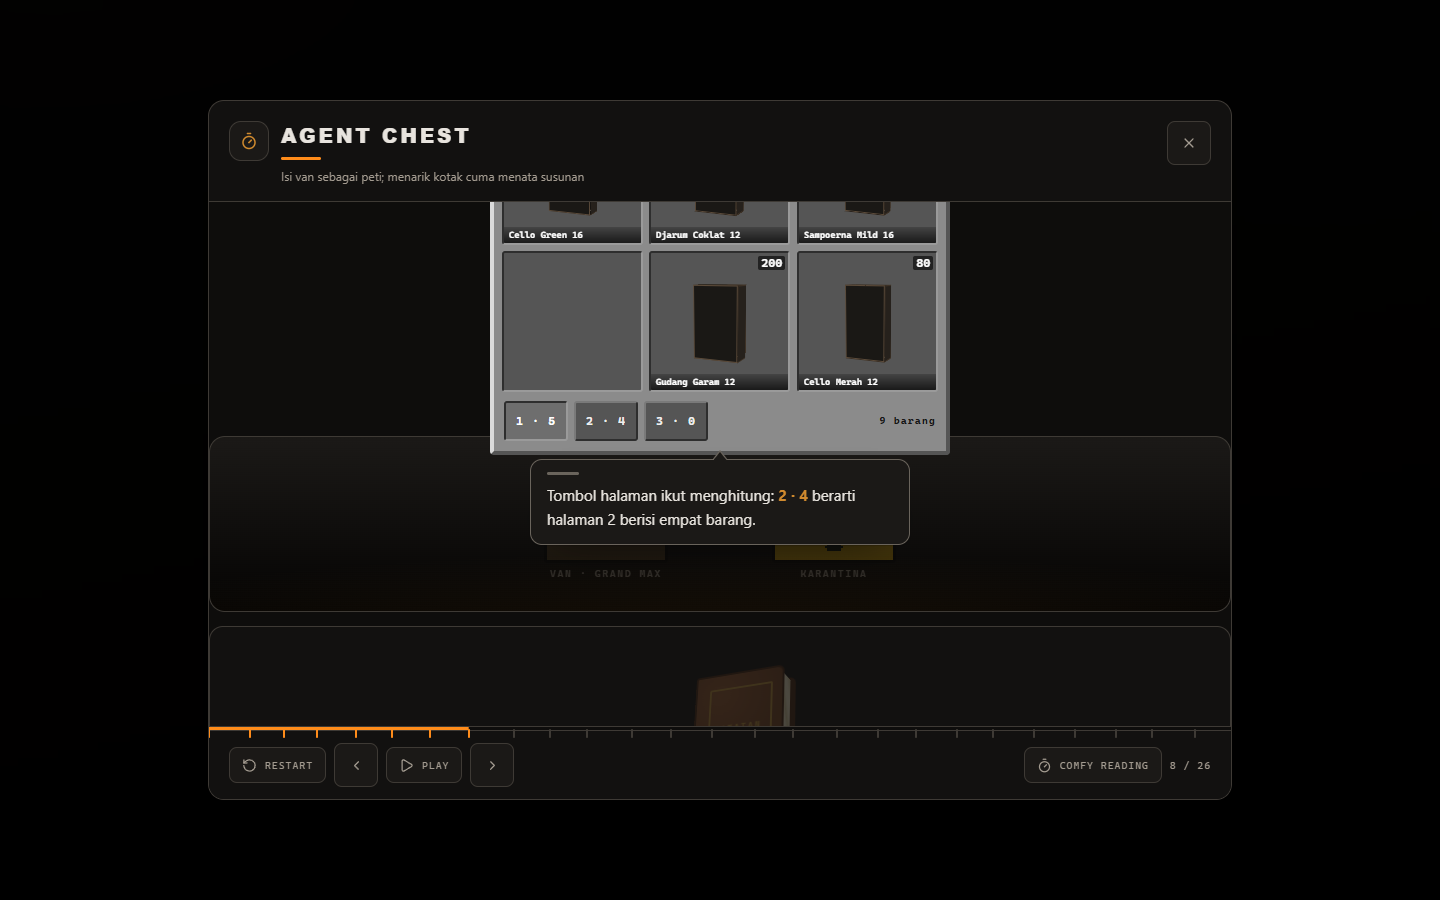 AGENT CHEST
Isi van sebagai peti; menarik kotak cuma menata susunan
Cello Green 16
Djarum Coklat 12
Sampoerna Mild 16
200
80
Gudang Garam 12
Cello Merah 12
1 · 5
2 · 4
3 · 0
9 barang
Tombol halaman ikut menghitung: 2 · 4 berarti
halaman 2 berisi empat barang.
VAN · GRAND MAX
KARANTINA
RESTART
PLAY
COMFY READING
8 / 26